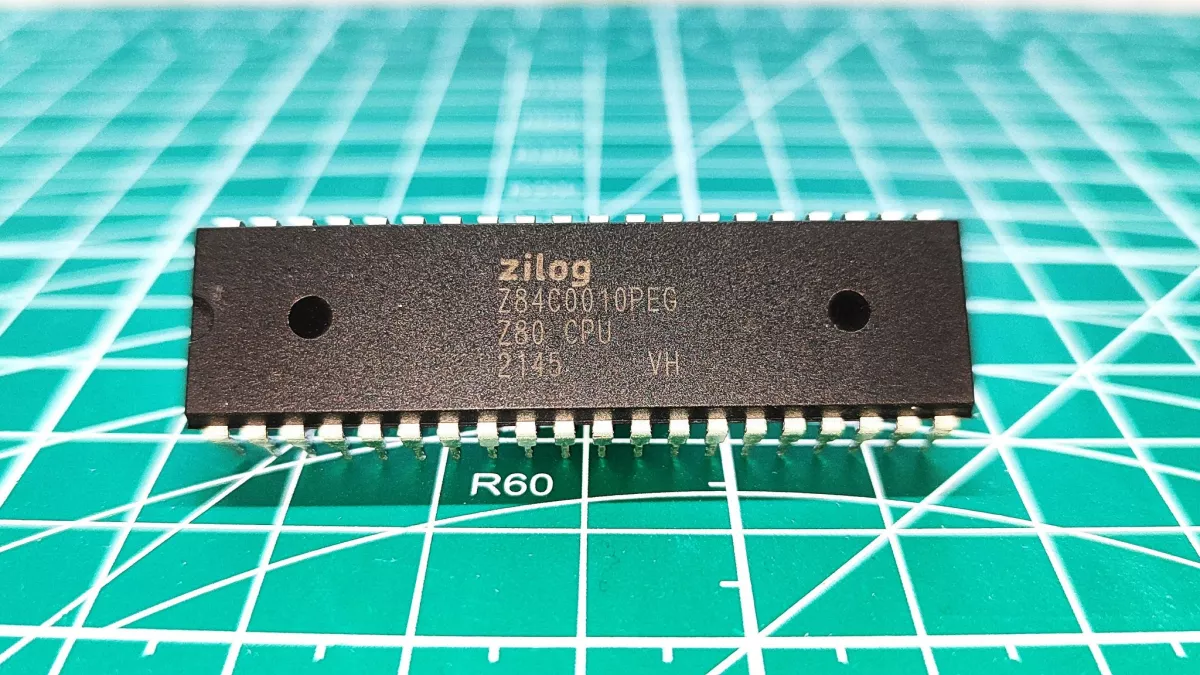 zilog
Z84C0010PEG
Z80 CPU
2145 VH
R60